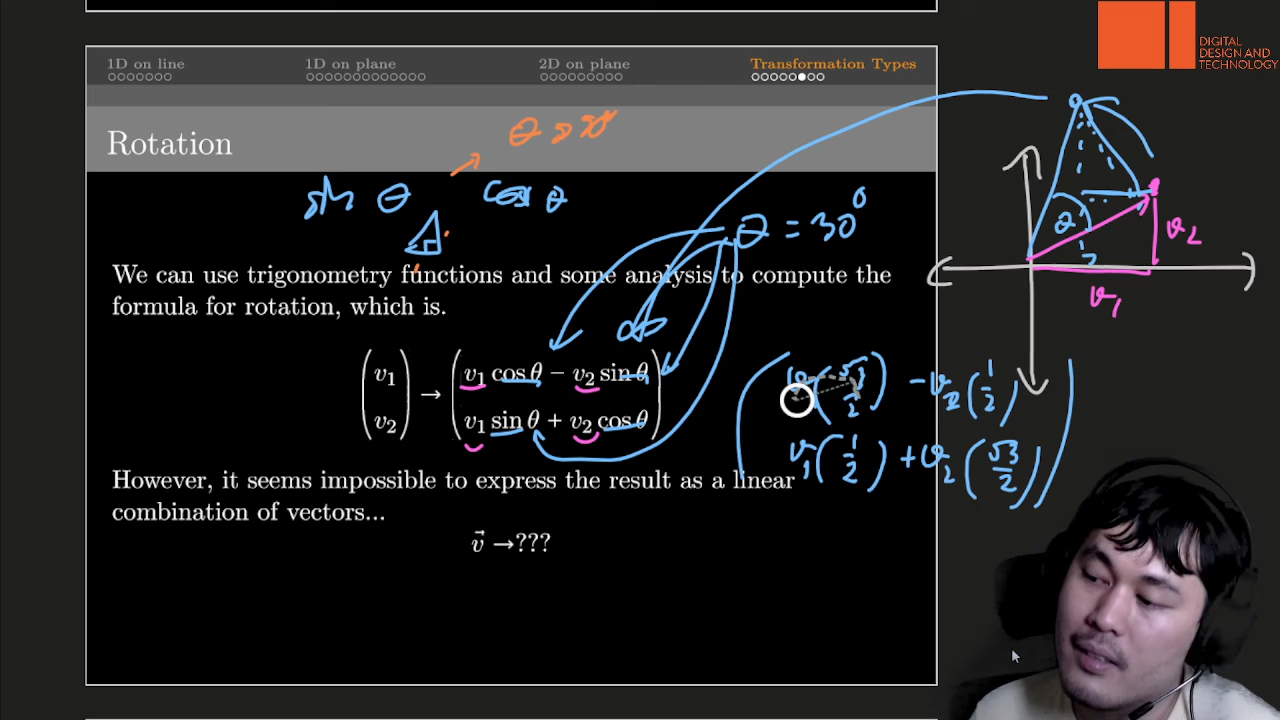 DIGITAL
DESIGN AND
TECHNOLOGY
1D on line 1D on plane 2D on plane Transformation Types
Rotation
θ
sin θ cos θ
θ = 30°
θ
v₂
v₁
We can use trigonometry functions and some analysis to compute the
formula for rotation, which is.
(v₁ v₂) → (v₁ cos θ − v₂ sin θ
v₁ sin θ + v₂ cos θ)
(√3/2) − v₂(1/2)
v₁(1/2) + v₂(√3/2)
However, it seems impossible to express the result as a linear
combination of vectors...
v⃗ →???